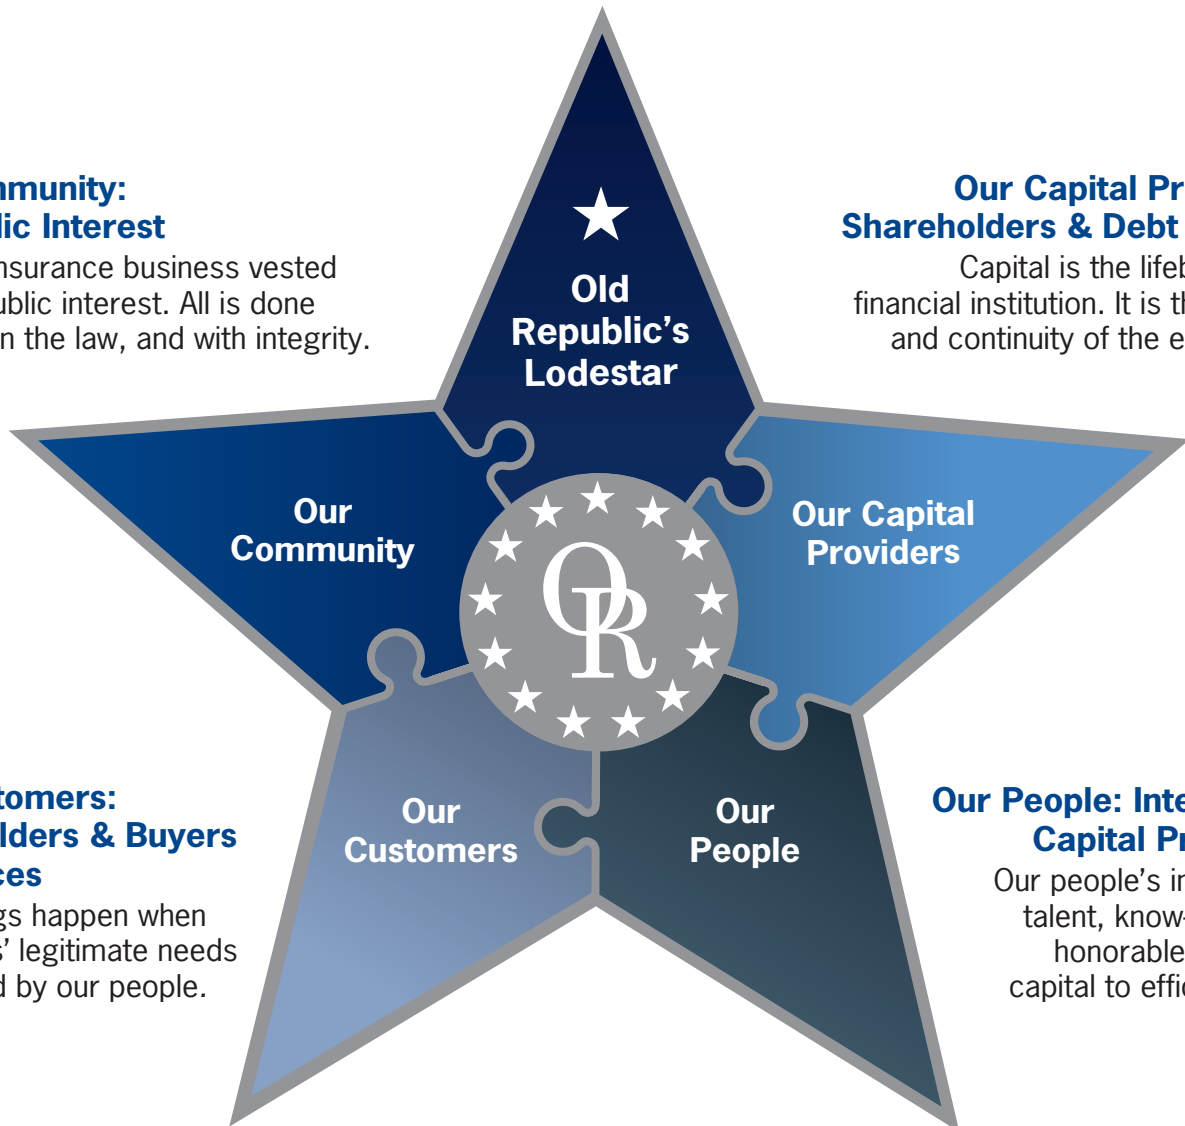 mmunity:
lic Interest
nsurance business vested
ublic interest. All is done
n the law, and with integrity.
Our Capital Pr
Shareholders & Debt
Capital is the lifeb
financial institution. It is th
and continuity of the e
Old
Republic’s
Lodestar
Our
Community
Our Capital
Providers
OR
Our
Customers
Our
People
tomers:
lders & Buyers
ces
gs happen when
s’ legitimate needs
d by our people.
Our People: Inte
Capital Pr
Our people’s in
talent, know-
honorable
capital to effic